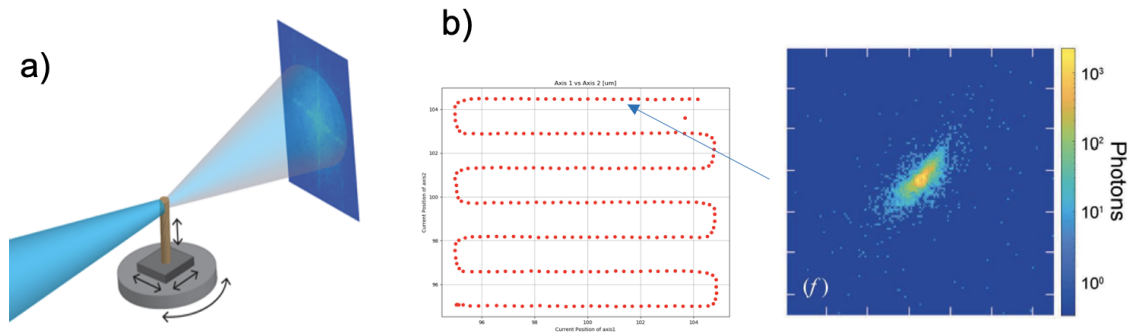 a)
b)
Axis 1 vs Axis 2 [um]
Current Position of axis2
104
102
100
98
96
96
98
100
102
104
Current Position of axis1
(f)
10³
10²
10¹
10⁰
Photons